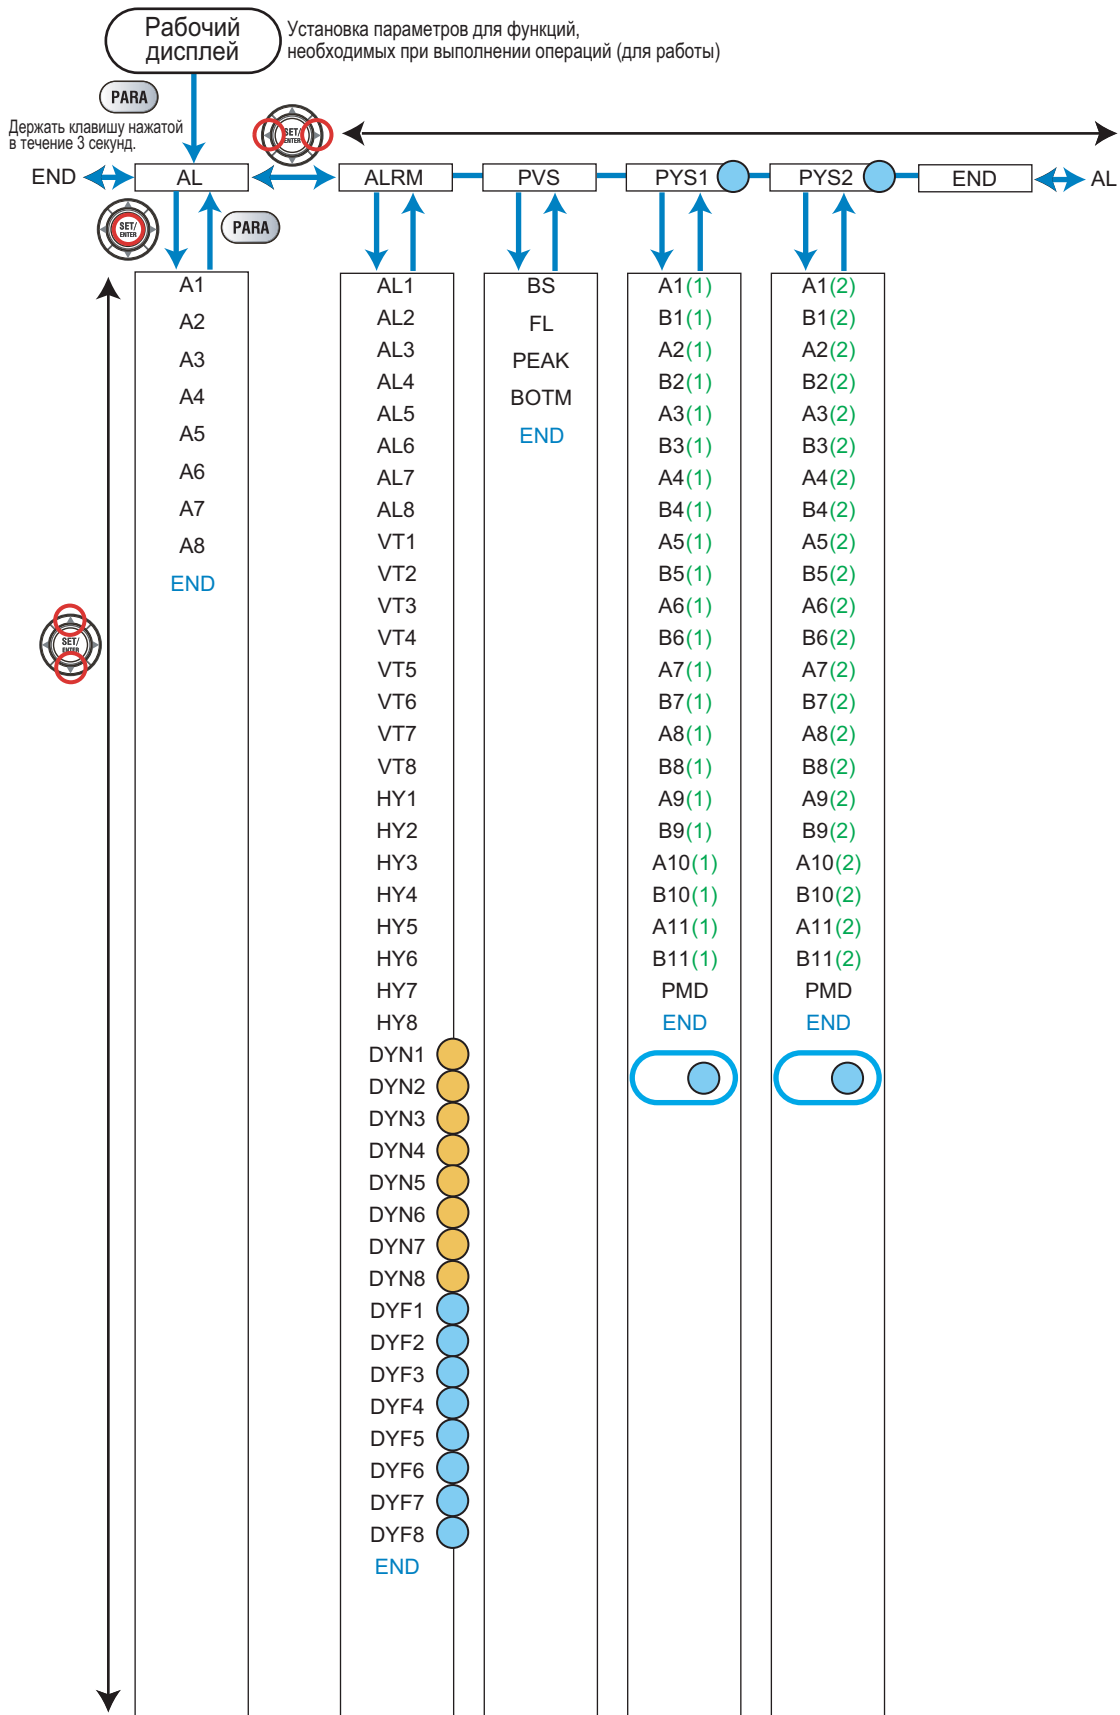 Рабочий
дисплей
Установка параметров для функций,
необходимых при выполнении операций (для работы)
PARA
Держать клавишу нажатой
в течение 3 секунд.
SET/
ENTER
END
AL
ALRM
PVS
PYS1
PYS2
END
AL
SET/
ENTER
PARA
SET/
ENTER
A1
A2
A3
A4
A5
A6
A7
A8
END
AL1
AL2
AL3
AL4
AL5
AL6
AL7
AL8
VT1
VT2
VT3
VT4
VT5
VT6
VT7
VT8
HY1
HY2
HY3
HY4
HY5
HY6
HY7
HY8
DYN1
DYN2
DYN3
DYN4
DYN5
DYN6
DYN7
DYN8
DYF1
DYF2
DYF3
DYF4
DYF5
DYF6
DYF7
DYF8
END
BS
FL
PEAK
BOTM
END
A1(1)
B1(1)
A2(1)
B2(1)
A3(1)
B3(1)
A4(1)
B4(1)
A5(1)
B5(1)
A6(1)
B6(1)
A7(1)
B7(1)
A8(1)
B8(1)
A9(1)
B9(1)
A10(1)
B10(1)
A11(1)
B11(1)
PMD
END
A1(2)
B1(2)
A2(2)
B2(2)
A3(2)
B3(2)
A4(2)
B4(2)
A5(2)
B5(2)
A6(2)
B6(2)
A7(2)
B7(2)
A8(2)
B8(2)
A9(2)
B9(2)
A10(2)
B10(2)
A11(2)
B11(2)
PMD
END